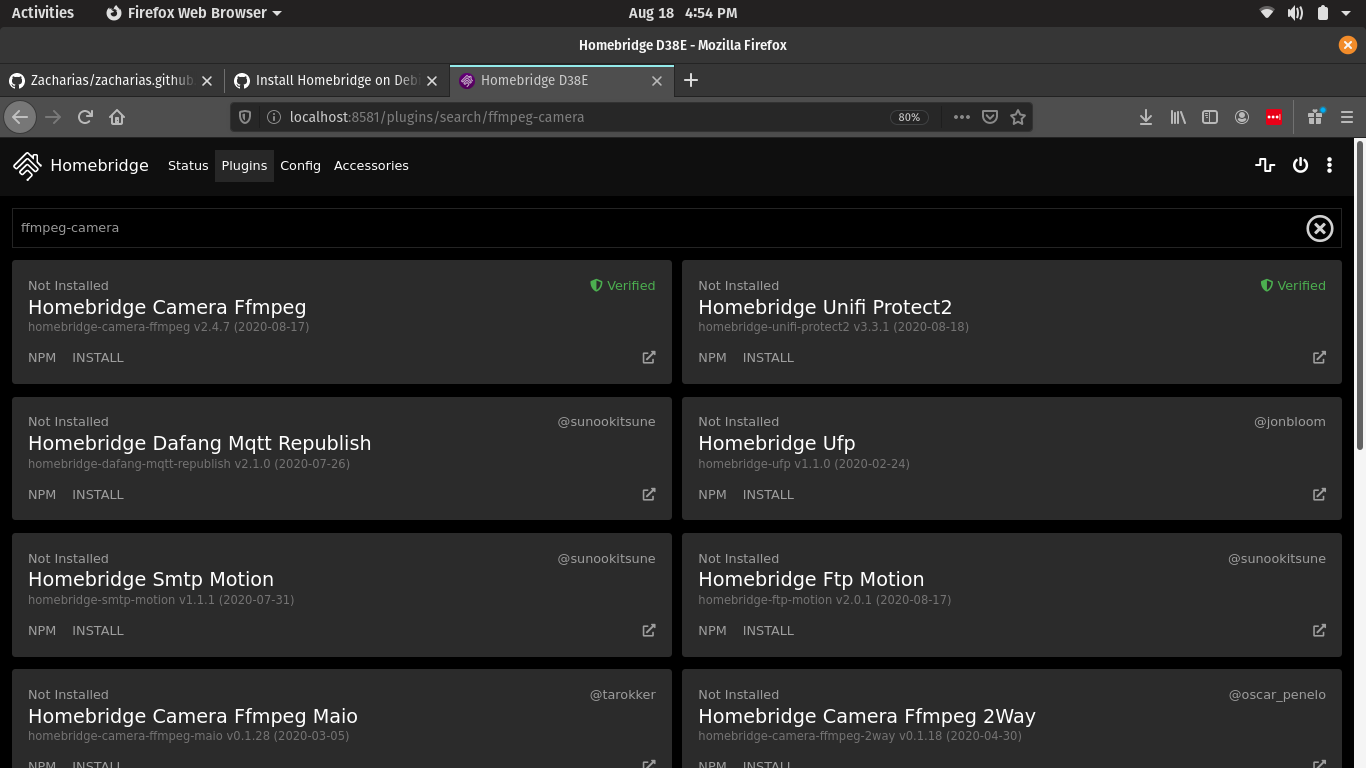 Activities Firefox Web Browser Aug 18 4:54 PM
Homebridge D38E - Mozilla Firefox
Zacharias/zacharias.github Install Homebridge on Deb Homebridge D38E
localhost:8581/plugins/search/ffmpeg-camera 80%
Homebridge Status Plugins Config Accessories
ffmpeg-camera
Not Installed Verified
Homebridge Camera Ffmpeg
homebridge-camera-ffmpeg v2.4.7 (2020-08-17)
NPM INSTALL
Not Installed Verified
Homebridge Unifi Protect2
homebridge-unifi-protect2 v3.3.1 (2020-08-18)
NPM INSTALL
Not Installed @sunookitsune
Homebridge Dafang Mqtt Republish
homebridge-dafang-mqtt-republish v2.1.0 (2020-07-26)
NPM INSTALL
Not Installed @jonbloom
Homebridge Ufp
homebridge-ufp v1.1.0 (2020-02-24)
NPM INSTALL
Not Installed @sunookitsune
Homebridge Smtp Motion
homebridge-smtp-motion v1.1.1 (2020-07-31)
NPM INSTALL
Not Installed @sunookitsune
Homebridge Ftp Motion
homebridge-ftp-motion v2.0.1 (2020-08-17)
NPM INSTALL
Not Installed @tarokker
Homebridge Camera Ffmpeg Maio
homebridge-camera-ffmpeg-maio v0.1.28 (2020-03-05)
NPM INSTALL
Not Installed @oscar_penelo
Homebridge Camera Ffmpeg 2Way
homebridge-camera-ffmpeg-2way v0.1.18 (2020-04-30)
NPM INSTALL